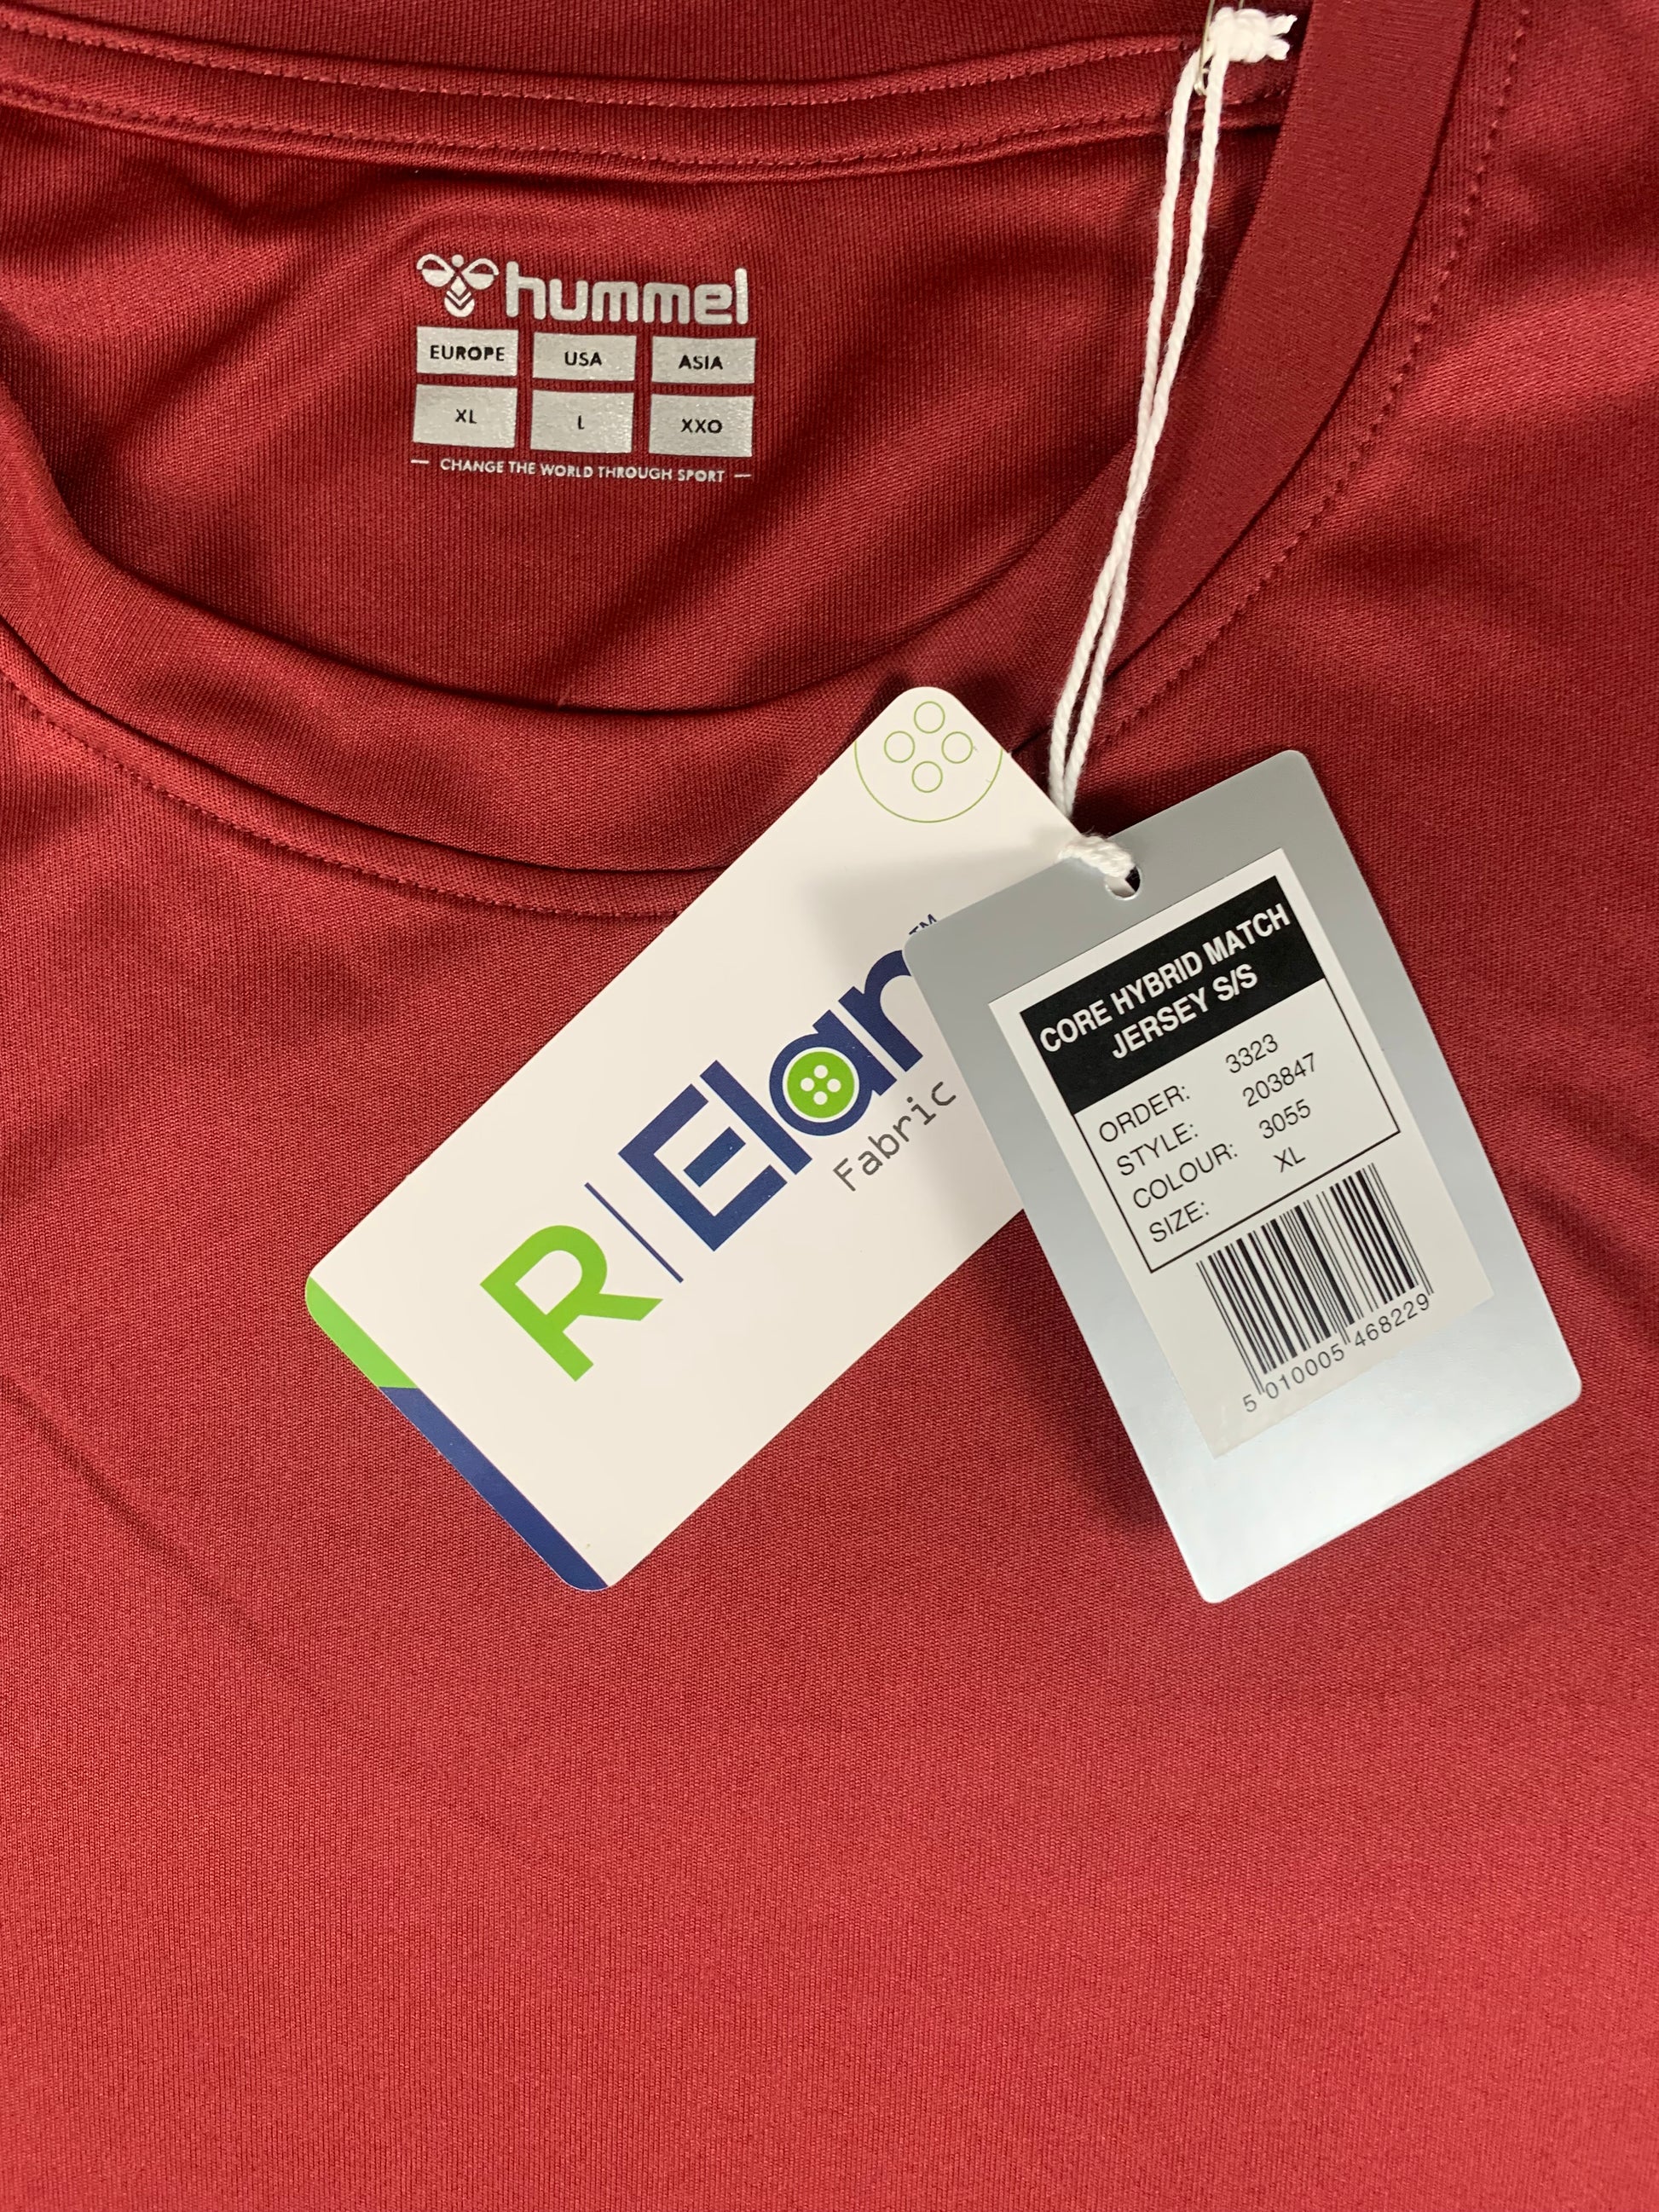 hummel
EUROPE USA ASIA
XL L XXO
CHANGE THE WORLD THROUGH SPORT
R|Elan™
Fabric
CORE HYBRID MATCH
JERSEY S/S
ORDER: 3323
STYLE: 203847
COLOUR: 3055
SIZE: XL
5 010005 468229